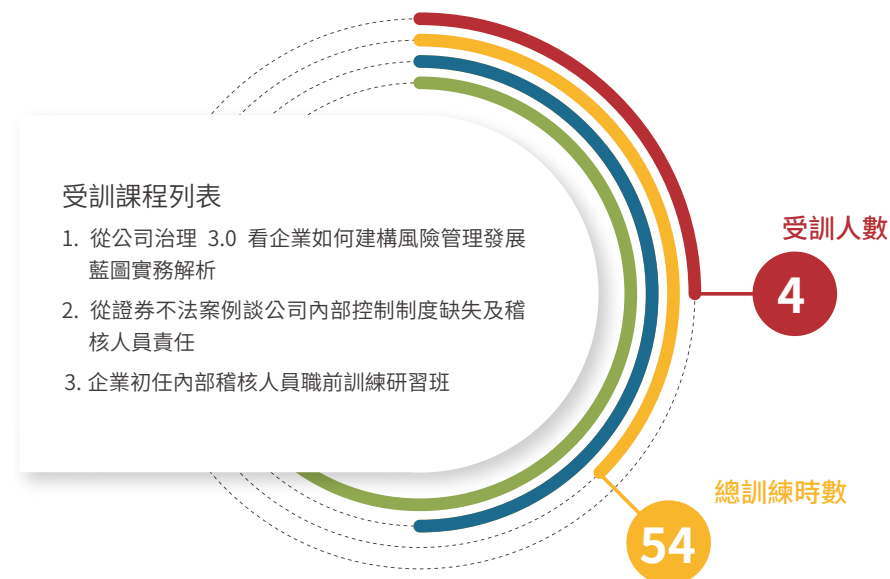 受訓課程列表
1. 從公司治理 3.0 看企業如何建構風險管理發展
藍圖實務解析
2. 從證券不法案例談公司內部控制制度缺失及稽
核人員責任
3. 企業初任內部稽核人員職前訓練研習班
受訓人數
4
總訓練時數
54